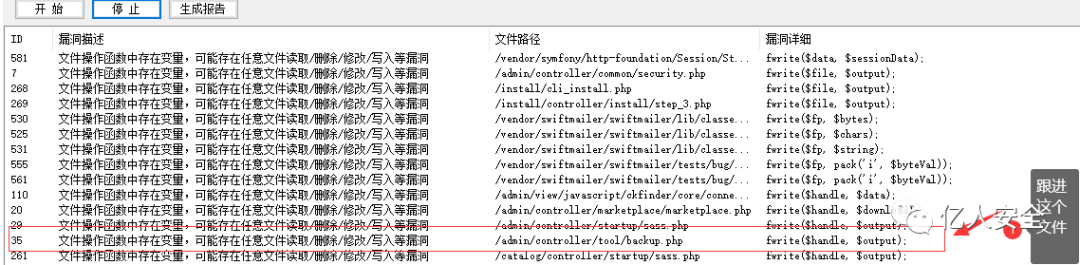 开 始 停 止 生成报告
ID 漏洞描述 文件路径 漏洞详细
581 文件操作函数中存在变量，可能存在任意文件读取/删除/修改/写入等漏洞 /vendor/symfony/http-foundation/Session/St... fwrite($data, $sessionData);
7 文件操作函数中存在变量，可能存在任意文件读取/删除/修改/写入等漏洞 /admin/controller/common/security.php fwrite($file, $output);
268 文件操作函数中存在变量，可能存在任意文件读取/删除/修改/写入等漏洞 /install/cli_install.php fwrite($file, $output);
269 文件操作函数中存在变量，可能存在任意文件读取/删除/修改/写入等漏洞 /install/controller/install/step_3.php fwrite($file, $output);
530 文件操作函数中存在变量，可能存在任意文件读取/删除/修改/写入等漏洞 /vendor/swiftmailer/swiftmailer/lib/classe... fwrite($fp, $bytes);
525 文件操作函数中存在变量，可能存在任意文件读取/删除/修改/写入等漏洞 /vendor/swiftmailer/swiftmailer/lib/classe... fwrite($fp, $chars);
531 文件操作函数中存在变量，可能存在任意文件读取/删除/修改/写入等漏洞 /vendor/swiftmailer/swiftmailer/lib/classe... fwrite($fp, $string);
555 文件操作函数中存在变量，可能存在任意文件读取/删除/修改/写入等漏洞 /vendor/swiftmailer/swiftmailer/tests/bug/... fwrite($fp, pack('i', $byteVal));
561 文件操作函数中存在变量，可能存在任意文件读取/删除/修改/写入等漏洞 /vendor/swiftmailer/swiftmailer/tests/bug/... fwrite($fp, pack('i', $byteVal));
110 文件操作函数中存在变量，可能存在任意文件读取/删除/修改/写入等漏洞 /admin/view/javascript/ckfinder/core/conne... fwrite($handle, $data);
20 文件操作函数中存在变量，可能存在任意文件读取/删除/修改/写入等漏洞 /admin/controller/marketplace/marketplace.php fwrite($handle,
29 文件操作函数中存在变量，可能存在任意文件读取/删除/修改/写入等漏洞 /admin/controller/startup/sass.php fwrite($handle, $output);
35 文件操作函数中存在变量，可能存在任意文件读取/删除/修改/写入等漏洞 /admin/controller/tool/backup.php fwrite($handle, $output);
261 文件操作函数中存在变量，可能存在任意文件读取/删除/修改/写入等漏洞 /catalog/controller/startup/sass.php fwrite($handle, $output);
亿人安全
1
跟进
这个
文件